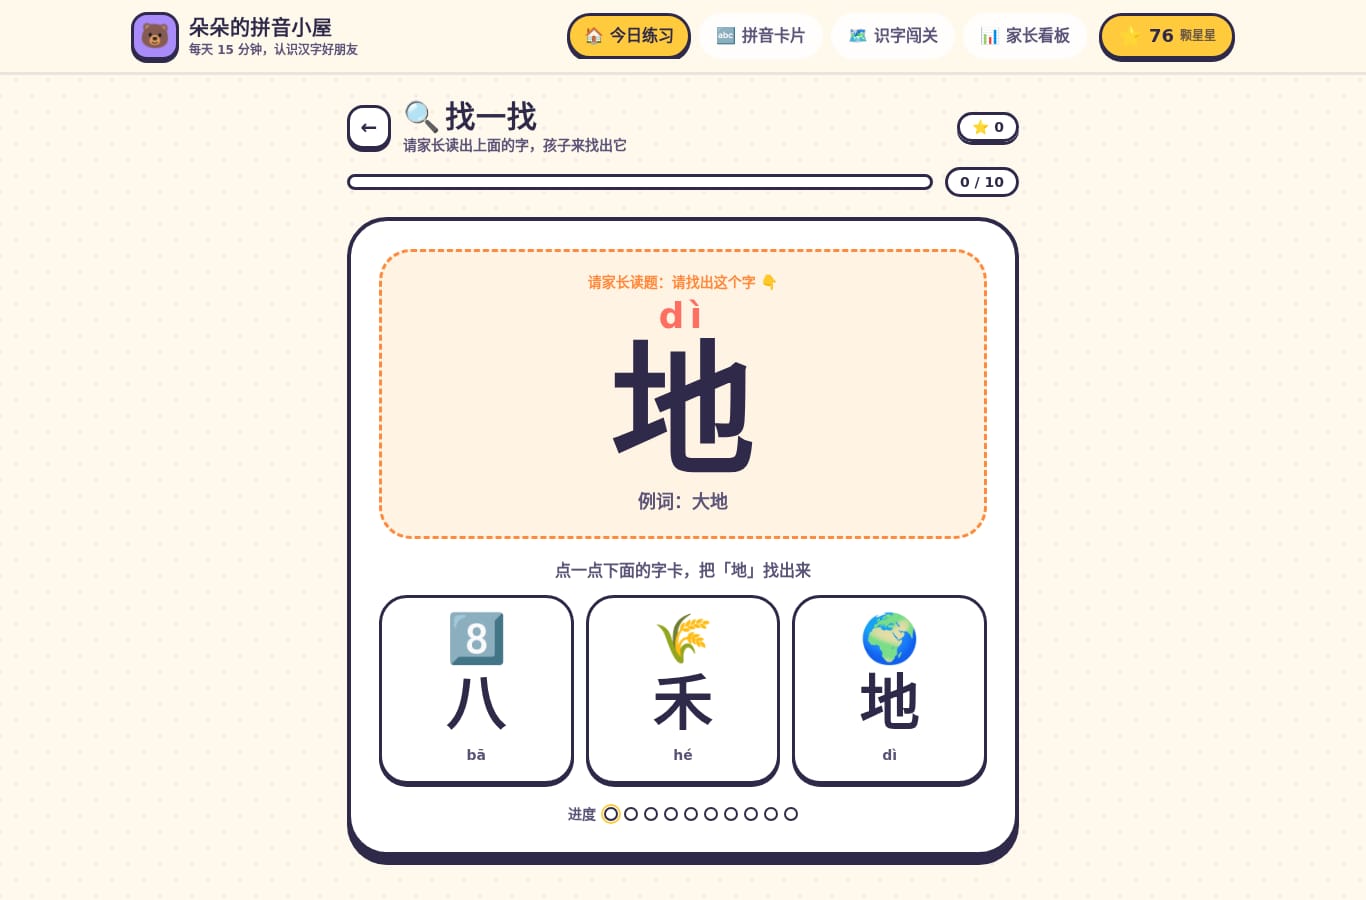 朵朵的拼音小屋
每天 15 分钟，认识汉字好朋友
今日练习
abc 拼音卡片
识字闯关
家长看板
76 颗星星
←
找一找
请家长读出上面的字，孩子来找出它
0
0 / 10
请家长读题：请找出这个字
dì
地
例词：大地
点一点下面的字卡，把「地」找出来
8
八
bā
禾
hé
地
dì
进度